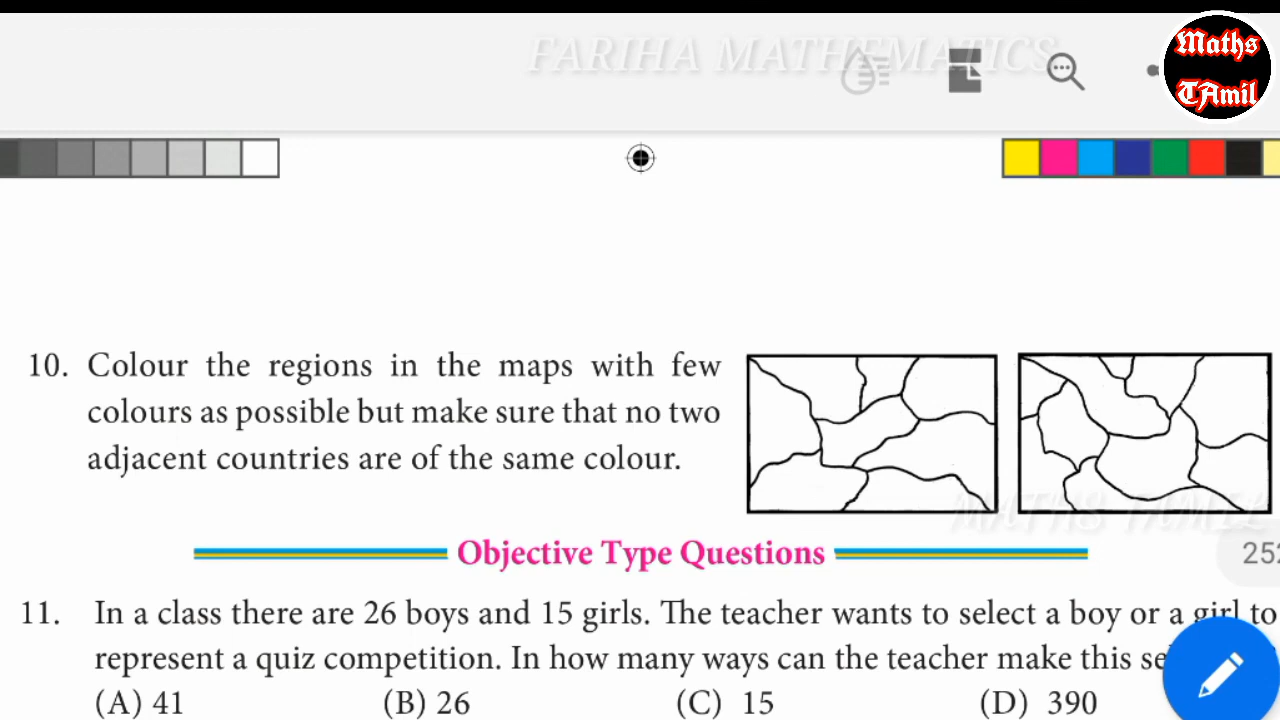 FARIHA MATHEMATICS
Maths
TAmil
10. Colour the regions in the maps with few
colours as possible but make sure that no two
adjacent countries are of the same colour.
MATHS TAMIL
Objective Type Questions
252
11. In a class there are 26 boys and 15 girls. The teacher wants to select a boy or a girl to
represent a quiz competition. In how many ways can the teacher make this
(A) 41 (B) 26 (C) 15 (D) 390